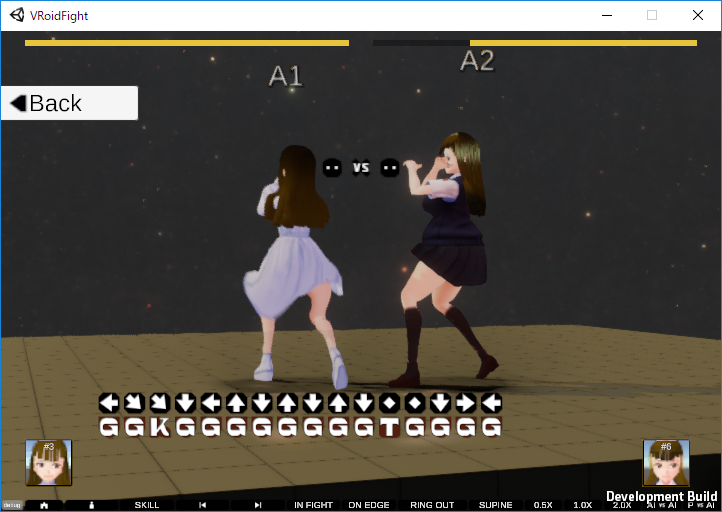 VRoidFight
A1
A2
Back
VS
G G K G G G G G G G G T G G G G
#3
#6
Development Build
debug
SKILL
IN FIGHT
ON EDGE
RING OUT
SUPINE
0.5X
1.0X
2.0X
AI vs AI
P vs AI